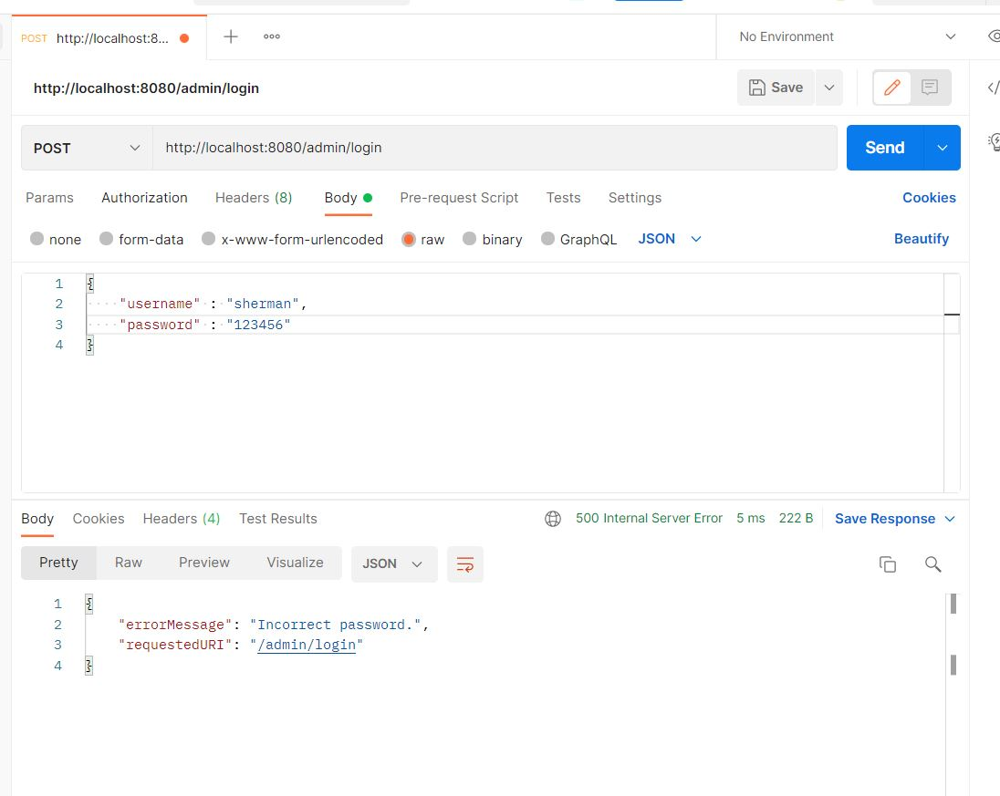 POST http://localhost:8... No Environment
http://localhost:8080/admin/login Save
POST http://localhost:8080/admin/login Send
Params Authorization Headers (8) Body Pre-request Script Tests Settings Cookies
none form-data x-www-form-urlencoded raw binary GraphQL JSON Beautify
1 {
2 "username" : "sherman",
3 "password" : "123456"
4 }
Body Cookies Headers (4) Test Results 500 Internal Server Error 5 ms 222 B Save Response
Pretty Raw Preview Visualize JSON
1 {
2 "errorMessage": "Incorrect password.",
3 "requestedURI": "/admin/login"
4 }